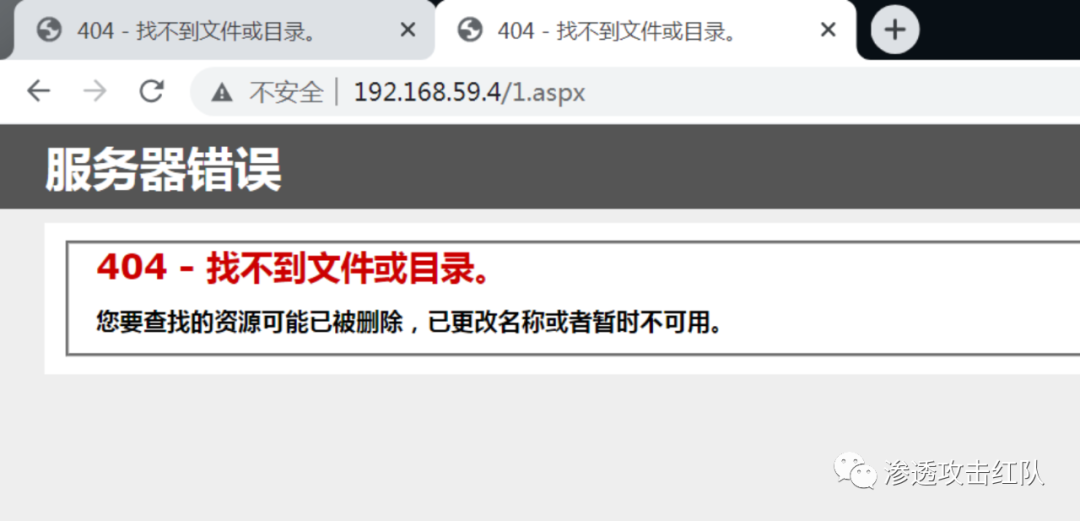 404 - 找不到文件或目录。 404 - 找不到文件或目录。
不安全 192.168.59.4/1.aspx
服务器错误
404 - 找不到文件或目录。
您要查找的资源可能已被删除，已更改名称或者暂时不可用。
渗透攻击红队